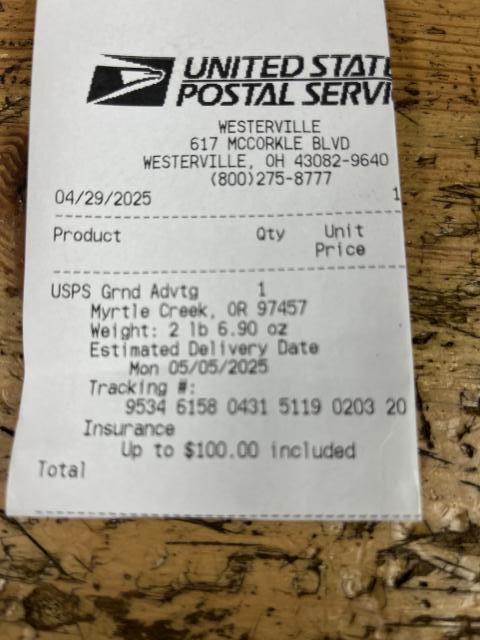 UNITED STAT
POSTAL SERVI
WESTERVILLE
617 MCCORKLE BLVD
WESTERVILLE, OH 43082-9640
(800)275-8777
04/29/2025 1
Product Qty Unit
Price
USPS Grnd Advtg 1
Myrtle Creek, OR 97457
Weight: 2 lb 6.90 oz
Estimated Delivery Date
Mon 05/05/2025
Tracking #:
9534 6158 0431 5119 0203 20
Insurance
Up to $100.00 included
Total